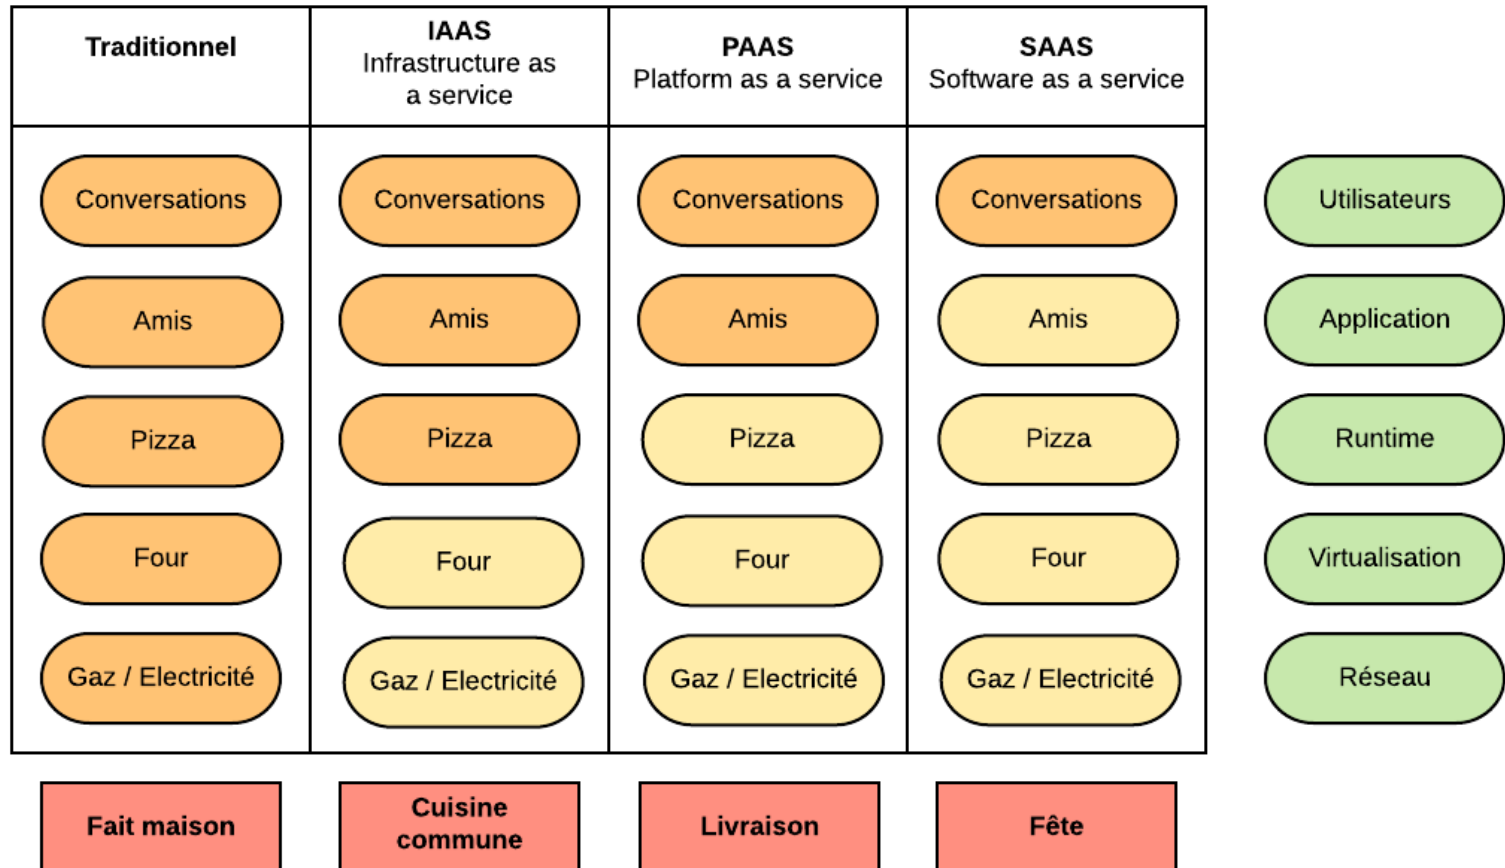 Traditionnel
IAAS
Infrastructure as
a service
PAAS
Platform as a service
SAAS
Software as a service
Conversations
Conversations
Conversations
Conversations
Utilisateurs
Amis
Amis
Amis
Amis
Application
Pizza
Pizza
Pizza
Pizza
Runtime
Four
Four
Four
Four
Virtualisation
Gaz / Electricité
Gaz / Electricité
Gaz / Electricité
Gaz / Electricité
Réseau
Fait maison
Cuisine
commune
Livraison
Fête